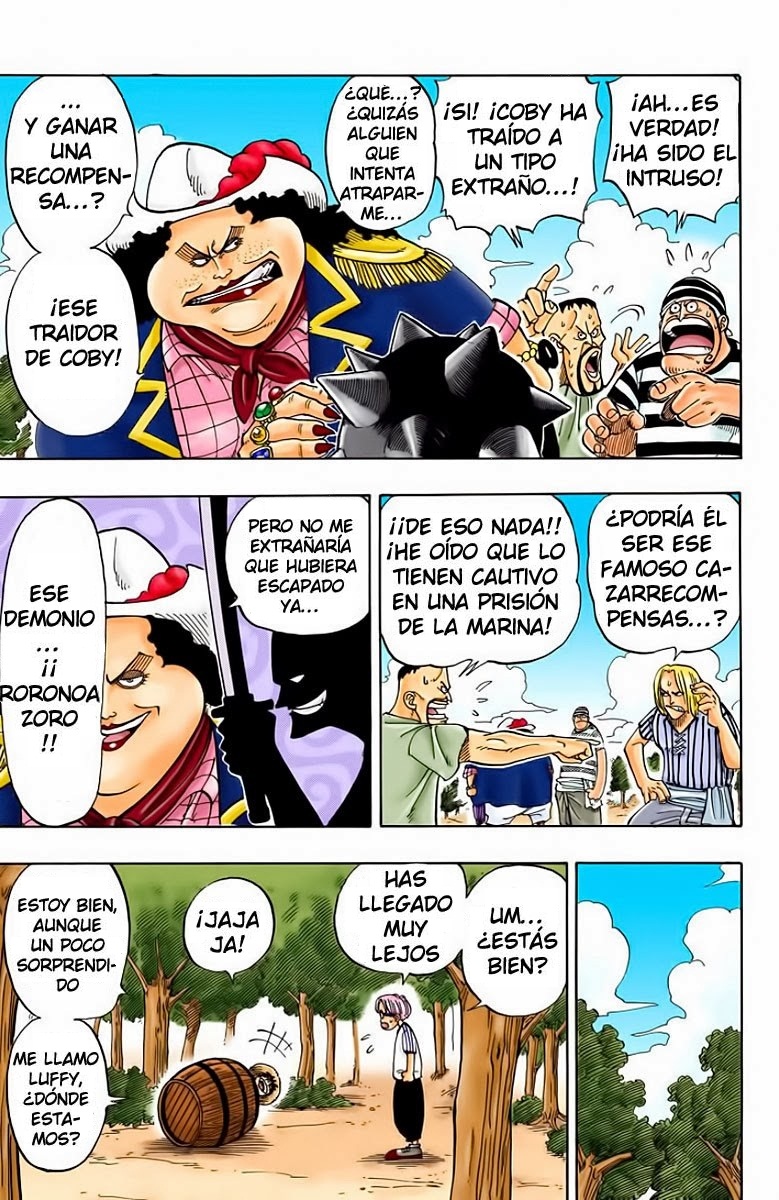 ¡AH...ES
VERDAD!
¡HA SIDO EL
INTRUSO!
¡SI! ¡COBY HA
TRAÍDO A
UN TIPO
EXTRAÑO...!
¿QUÉ...?
¿QUIZÁS
ALGUIEN
QUE
INTENTA
ATRAPAR-
ME...
...
Y GANAR
UNA
RECOMPEN-
SA...?
¡ESE
TRAIDOR
DE COBY!
¿PODRÍA ÉL
SER ESE
FAMOSO CA-
ZARRECOM-
PENSAS...?
¡¡DE ESO NADA!!
¡HE OÍDO QUE LO
TIENEN CAUTIVO
EN UNA PRISIÓN
DE LA MARINA!
PERO NO ME
EXTRAÑARÍA
QUE HUBIERA
ESCAPADO
YA...
ESE
DEMONIO
...
¡¡
RORONOA
ZORO
!!
UM...
¿ESTÁS
BIEN?
HAS
LLEGADO
MUY
LEJOS
¡JAJA
JA!
ESTOY BIEN,
AUNQUE
UN POCO
SORPRENDI-
DO
ME LLAMO
LUFFY,
¿DÓNDE
ESTA-
MOS?